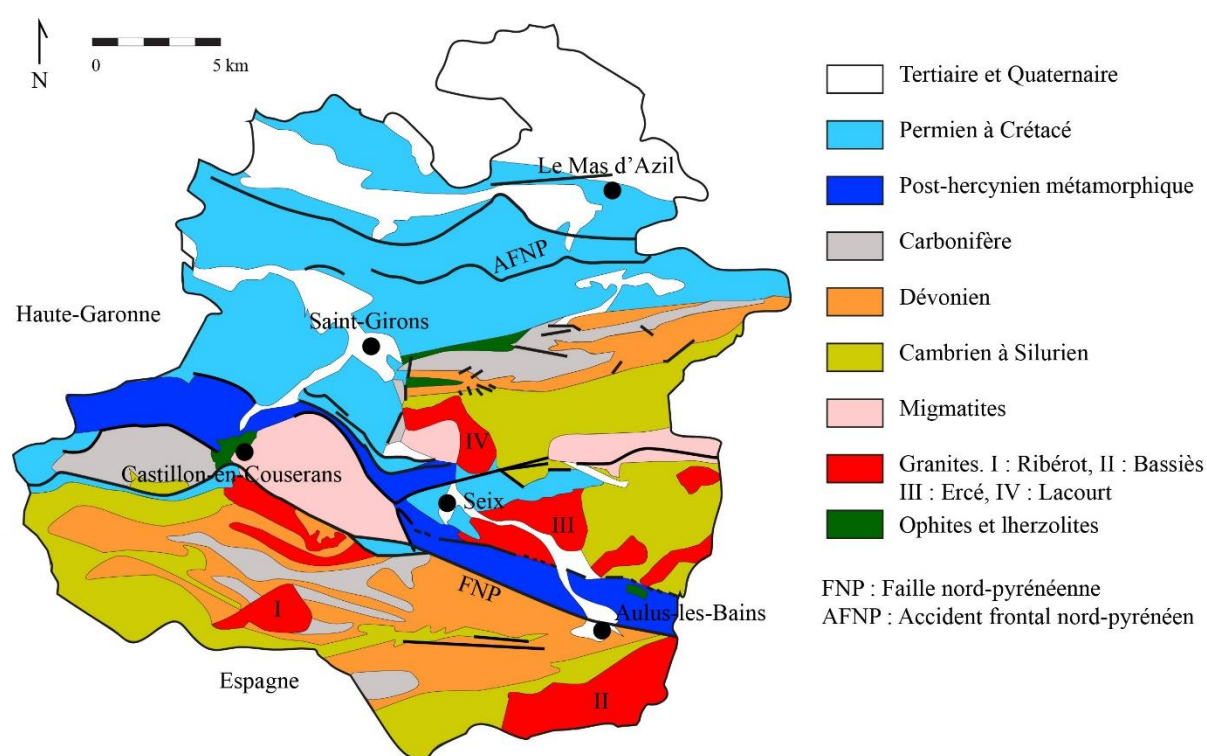 N
0 5 km
Le Mas d'Azil
AFNP
Haute-Garonne
Saint-Girons
IV
Castillon-en-Couserans
Seix
III
FNP
I
Aulus-les-Bains
Espagne
II
Tertiaire et Quaternaire
Permien à Crétacé
Post-hercynien métamorphique
Carbonifère
Dévonien
Cambrien à Silurien
Migmatites
Granites. I : Ribérot, II : Bassiès
III : Ercé, IV : Lacourt
Ophites et lherzolites
FNP : Faille nord-pyrénéenne
AFNP : Accident frontal nord-pyrénéen